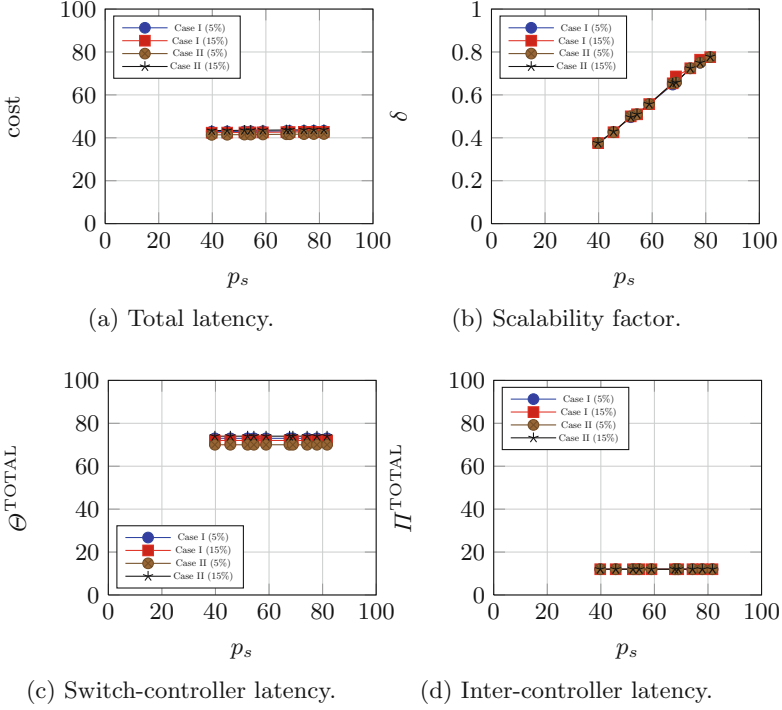 100
80
60
40
20
0
cost
Case I (5%)
Case I (15%)
Case II (5%)
Case II (15%)
0 20 40 60 80 100
p_s
(a) Total latency.
1
0.8
0.6
0.4
0.2
0
δ
Case I (5%)
Case I (15%)
Case II (5%)
Case II (15%)
0 20 40 60 80 100
p_s
(b) Scalability factor.
100
80
60
40
20
0
Θ^TOTAL
Case I (5%)
Case I (15%)
Case II (5%)
Case II (15%)
0 20 40 60 80 100
p_s
(c) Switch-controller latency.
100
80
60
40
20
0
Π^TOTAL
Case I (5%)
Case I (15%)
Case II (5%)
Case II (15%)
0 20 40 60 80 100
p_s
(d) Inter-controller latency.